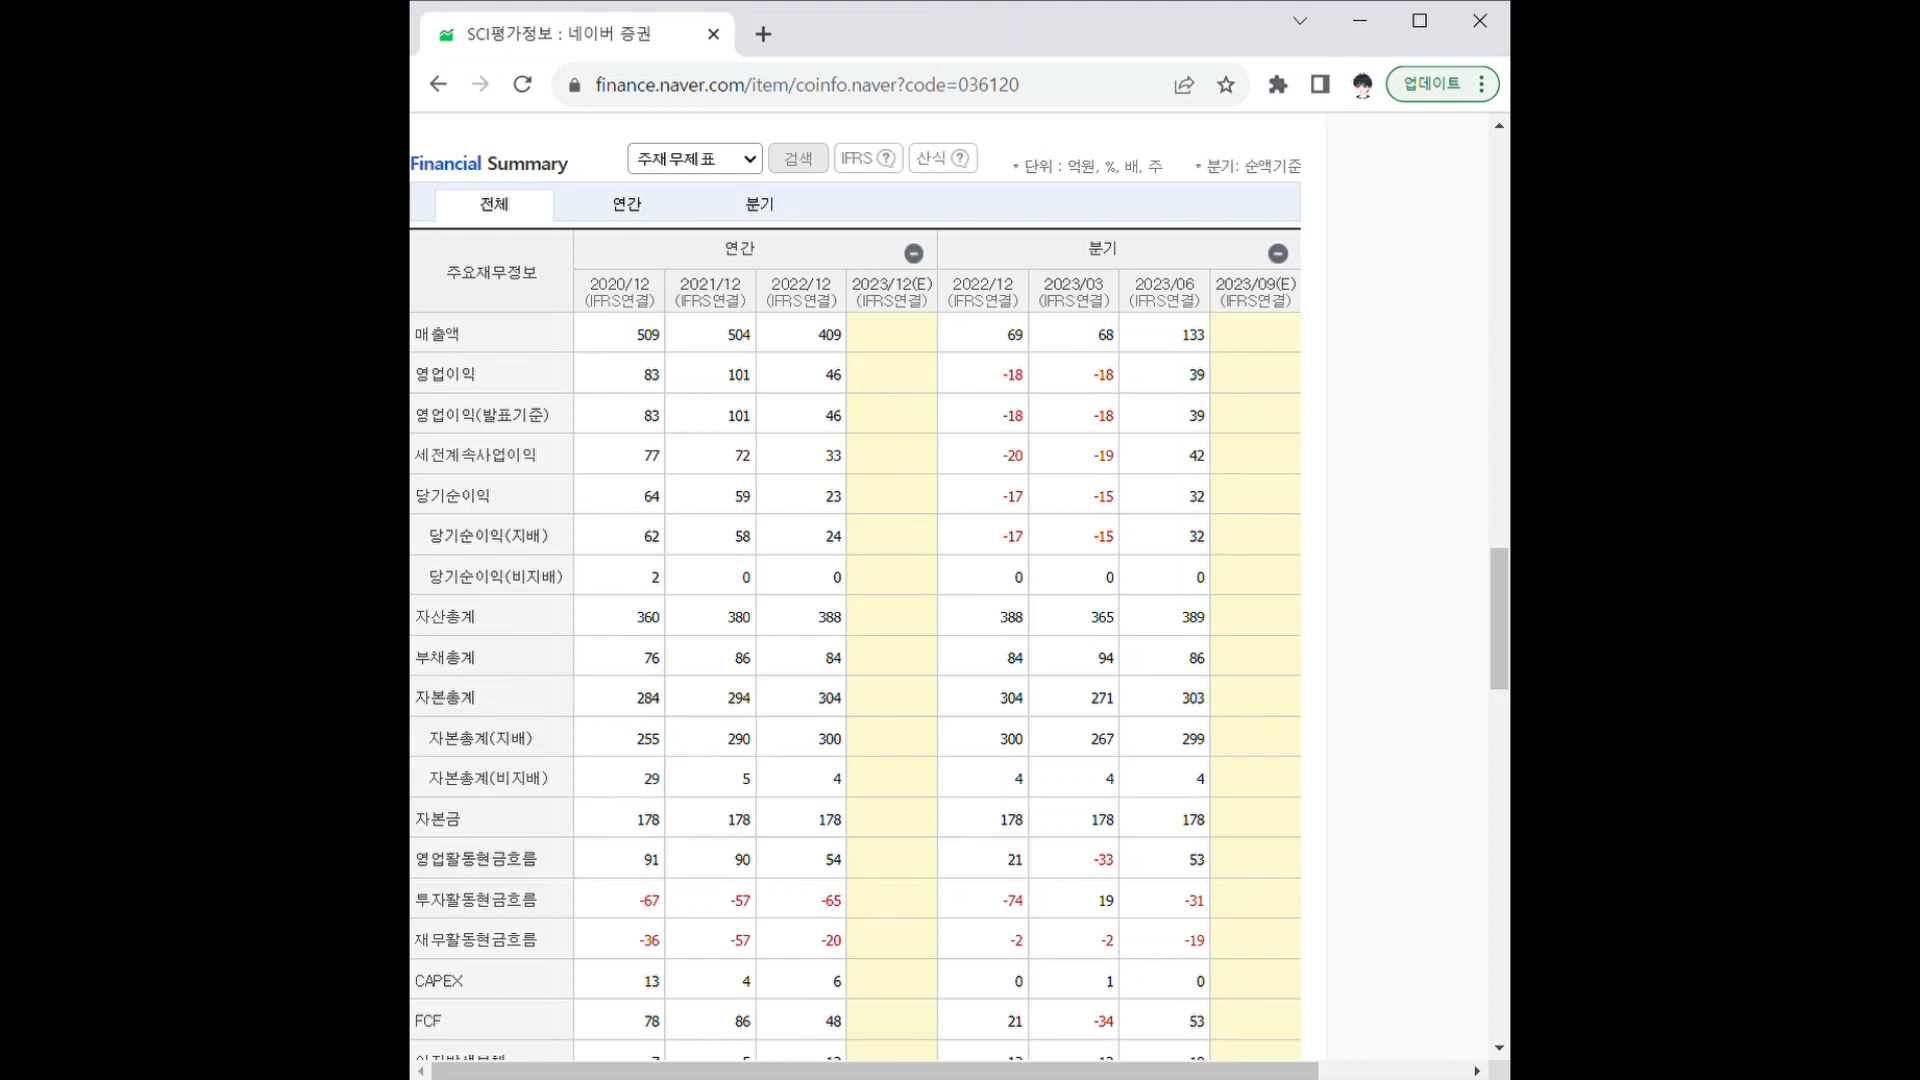 SCI평가정보 : 네이버 증권
finance.naver.com/item/coinfo.naver?code=036120
업데이트
Financial Summary 주재무제표 검색 IFRS ? 산식 ? * 단위 : 억원, %, 배, 주 * 분기: 순액기준
전체 연간 분기
주요재무정보 연간 분기
2020/12 2021/12 2022/12 2023/12(E) 2022/12 2023/03 2023/06 2023/09(E)
(IFRS연결) (IFRS연결) (IFRS연결) (IFRS연결) (IFRS연결) (IFRS연결) (IFRS연결) (IFRS연결)
매출액 509 504 409 69 68 133
영업이익 83 101 46 -18 -18 39
영업이익(발표기준) 83 101 46 -18 -18 39
세전계속사업이익 77 72 33 -20 -19 42
당기순이익 64 59 23 -17 -15 32
당기순이익(지배) 62 58 24 -17 -15 32
당기순이익(비지배) 2 0 0 0 0 0
자산총계 360 380 388 388 365 389
부채총계 76 86 84 84 94 86
자본총계 284 294 304 304 271 303
자본총계(지배) 255 290 300 300 267 299
자본총계(비지배) 29 5 4 4 4 4
자본금 178 178 178 178 178 178
영업활동현금흐름 91 90 54 21 -33 53
투자활동현금흐름 -67 -57 -65 -74 19 -31
재무활동현금흐름 -36 -57 -20 -2 -2 -19
CAPEX 13 4 6 0 1 0
FCF 78 86 48 21 -34 53